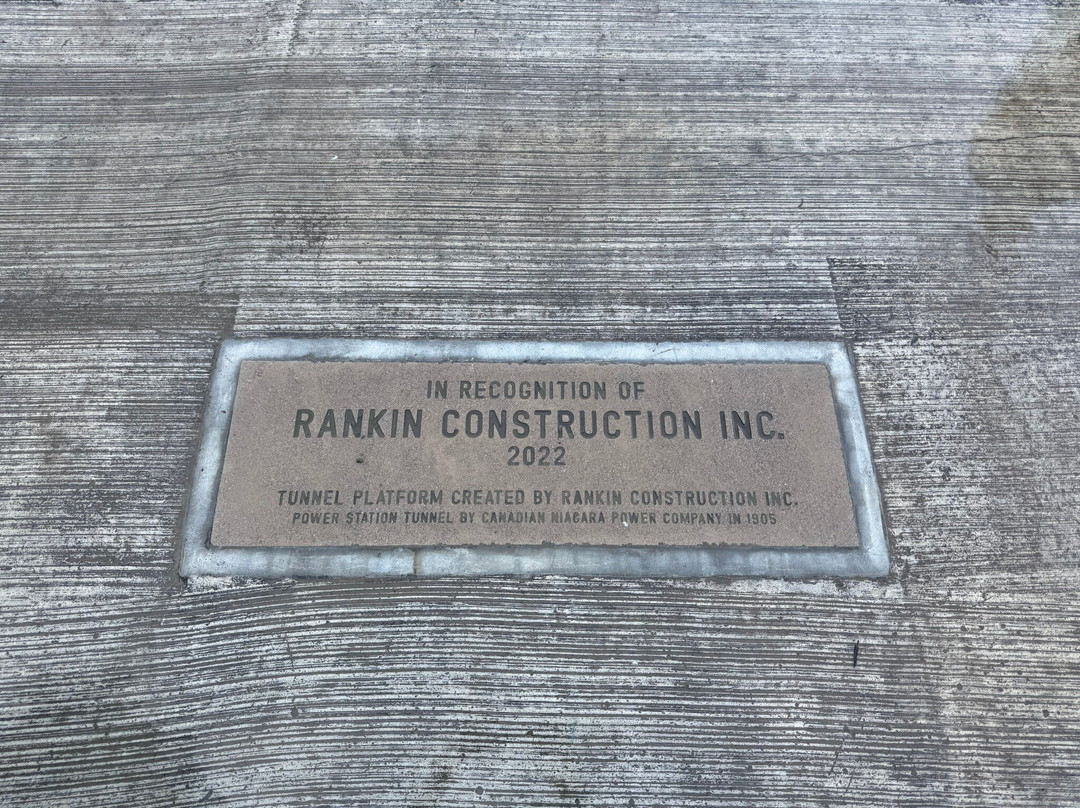 IN RECOGNITION OF
RANKIN CONSTRUCTION INC.
2022
TUNNEL PLATFORM CREATED BY RANKIN CONSTRUCTION INC.
POWER STATION TUNNEL BY CANADIAN NIAGARA POWER COMPANY IN 1905